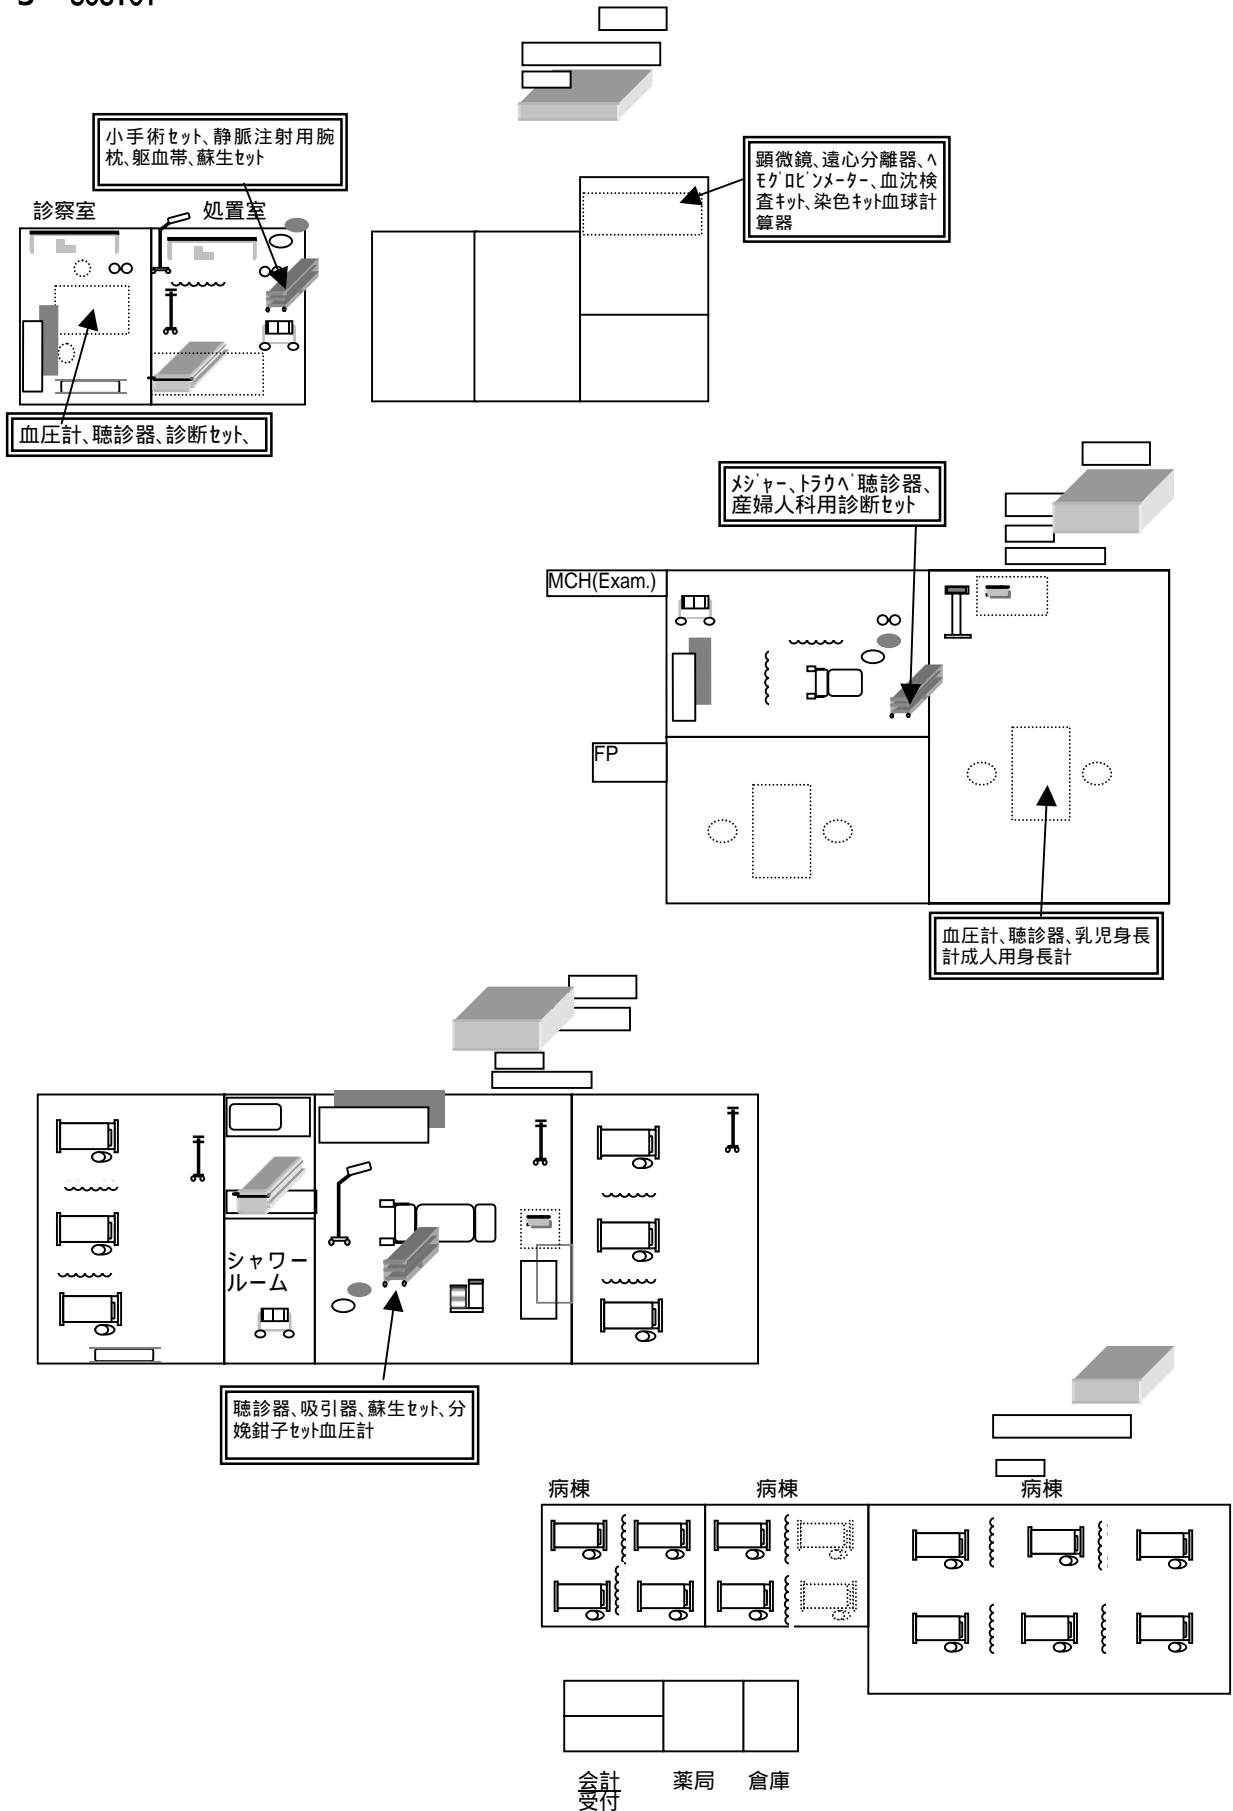 小手術ｾｯﾄ、静脈注射用腕
枕、駆血帯、蘇生ｾｯﾄ
顕微鏡、遠心分離器、ﾍ
ﾓｸﾞﾛﾋﾞﾝﾒｰﾀｰ、血沈検
査ｷｯﾄ、染色ｷｯﾄ血球計
算器
診察室
処置室
血圧計、聴診器、診断ｾｯﾄ、
ﾒｼﾞｬｰ、ﾄﾗｳﾍﾞ聴診器、
産婦人科用診断ｾｯﾄ
MCH(Exam.)
FP
血圧計、聴診器、乳児身長
計成人用身長計
シャワー
ルーム
聴診器、吸引器、蘇生ｾｯﾄ、分
娩鉗子ｾｯﾄ血圧計
病棟
病棟
病棟
会計
受付
薬局
倉庫